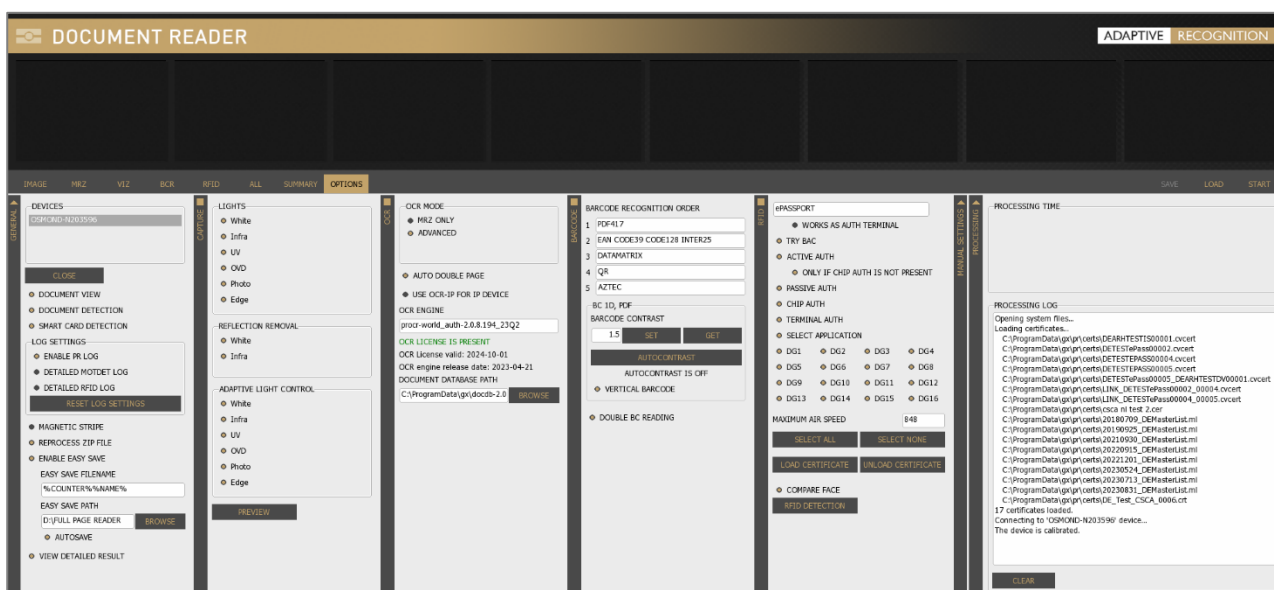 DOCUMENT READER
ADAPTIVE RECOGNITION
IMAGE MRZ VIZ BCR RFID ALL SUMMARY OPTIONS SAVE LOAD START
GENERAL
DEVICES
OSMOND-N203596
CLOSE
DOCUMENT VIEW
DOCUMENT DETECTION
SMART CARD DETECTION
LOG SETTINGS
ENABLE PR LOG
DETAILED MOTDET LOG
DETAILED RFID LOG
RESET LOG SETTINGS
MAGNETIC STRIPE
REPROCESS ZIP FILE
ENABLE EASY SAVE
EASY SAVE FILENAME
%COUNTER%%NAME%
EASY SAVE PATH
D:\FULL PAGE READER BROWSE
AUTOSAVE
VIEW DETAILED RESULT
CAPTURE
LIGHTS
White
Infra
UV
OVD
Photo
Edge
REFLECTION REMOVAL
White
Infra
ADAPTIVE LIGHT CONTROL
White
Infra
UV
OVD
Photo
Edge
PREVIEW
OCR
OCR MODE
MRZ ONLY
ADVANCED
AUTO DOUBLE PAGE
USE OCR-IP FOR IP DEVICE
OCR ENGINE
procr-world_auth-2.0.8.194_23Q2
OCR LICENSE IS PRESENT
OCR License valid: 2024-10-01
OCR engine release date: 2023-04-21
DOCUMENT DATABASE PATH
C:\ProgramData\gx\docdb-2.0 BROWSE
BARCODE
BARCODE RECOGNITION ORDER
1 PDF417
2 EAN CODE39 CODE128 INTER25
3 DATAMATRIX
4 QR
5 AZTEC
BC 1D, PDF
BARCODE CONTRAST
1.5 SET GET
AUTOCONTRAST
AUTOCONTRAST IS OFF
VERTICAL BARCODE
DOUBLE BC READING
RFID
ePASSPORT
WORKS AS AUTH TERMINAL
TRY BAC
ACTIVE AUTH
ONLY IF CHIP AUTH IS NOT PRESENT
PASSIVE AUTH
CHIP AUTH
TERMINAL AUTH
SELECT APPLICATION
DG1 DG2 DG3 DG4
DG5 DG6 DG7 DG8
DG9 DG10 DG11 DG12
DG13 DG14 DG15 DG16
MAXIMUM AIR SPEED 848
SELECT ALL SELECT NONE
LOAD CERTIFICATE UNLOAD CERTIFICATE
COMPARE FACE
RFID DETECTION
MANUAL SETTINGS
PROCESSING
PROCESSING TIME
PROCESSING LOG
Opening system files...
Loading certificates...
C:\ProgramData\gx\pr\certs\DEARHTESTIS00001.cvcert
C:\ProgramData\gx\pr\certs\DETESTePass00002.cvcert
C:\ProgramData\gx\pr\certs\DETESTEPASS00004.cvcert
C:\ProgramData\gx\pr\certs\DETESTEPASS00005.cvcert
C:\ProgramData\gx\pr\certs\DETESTePass00005_DEARHTESTDV00001.cvcert
C:\ProgramData\gx\pr\certs\LINK_DETESTePass00002_00004.cvcert
C:\ProgramData\gx\pr\certs\LINK_DETESTePass00004_00005.cvcert
C:\ProgramData\gx\pr\certs\csca nl test 2.cer
C:\ProgramData\gx\pr\certs\20180709_DEMasterList.ml
C:\ProgramData\gx\pr\certs\20190925_DEMasterList.ml
C:\ProgramData\gx\pr\certs\20210930_DEMasterList.ml
C:\ProgramData\gx\pr\certs\20220915_DEMasterList.ml
C:\ProgramData\gx\pr\certs\20221201_DEMasterList.ml
C:\ProgramData\gx\pr\certs\20230524_DEMasterList.ml
C:\ProgramData\gx\pr\certs\20230713_DEMasterList.ml
C:\ProgramData\gx\pr\certs\20230831_DEMasterList.ml
C:\ProgramData\gx\pr\certs\DE_Test_CSCA_0006.crt
17 certificates loaded.
Connecting to 'OSMOND-N203596' device...
The device is calibrated.
CLEAR